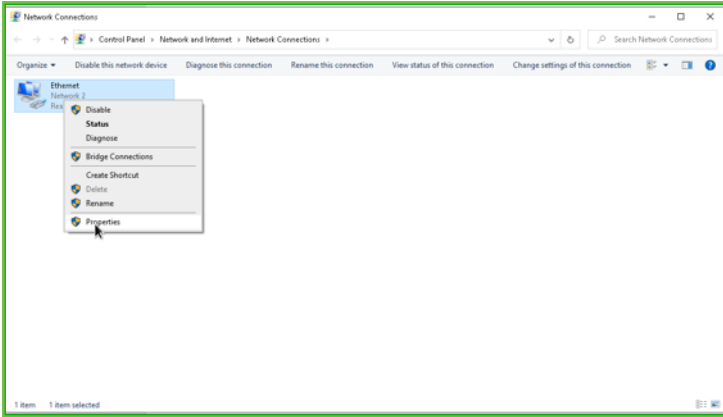 Network Connections
Control Panel > Network and Internet > Network Connections >
Search Network Connections
Organize Disable this network device Diagnose this connection Rename this connection View status of this connection Change settings of this connection
Ethernet
Network 2
Rea
Disable
Status
Diagnose
Bridge Connections
Create Shortcut
Delete
Rename
Properties
1 item 1 item selected